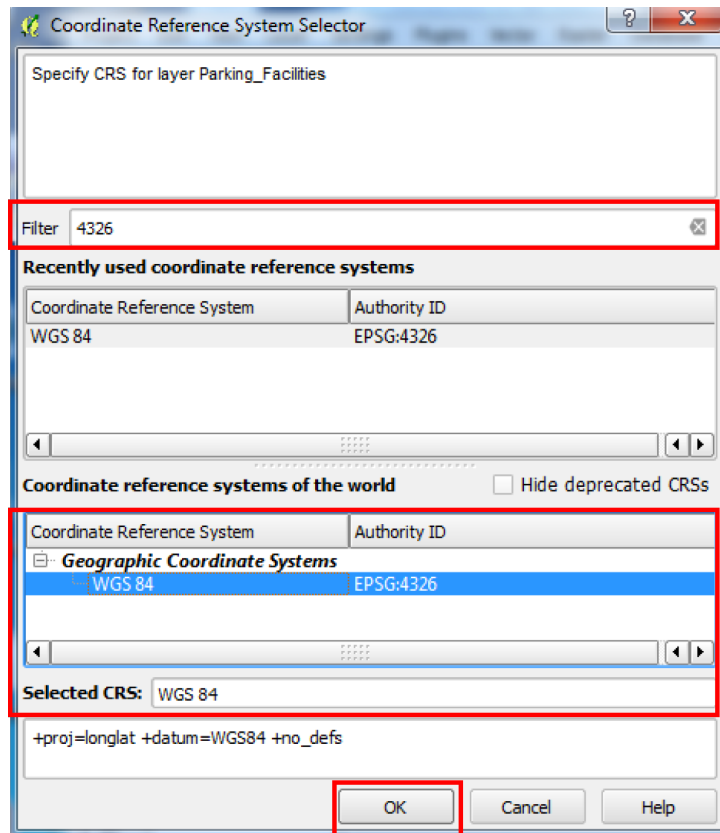 Coordinate Reference System Selector
?
X
Specify CRS for layer Parking_Facilities
Filter 4326
Recently used coordinate reference systems
Coordinate Reference System Authority ID
WGS 84 EPSG:4326
Coordinate reference systems of the world Hide deprecated CRSs
Coordinate Reference System Authority ID
Geographic Coordinate Systems
WGS 84 EPSG:4326
Selected CRS: WGS 84
+proj=longlat +datum=WGS84 +no_defs
OK Cancel Help